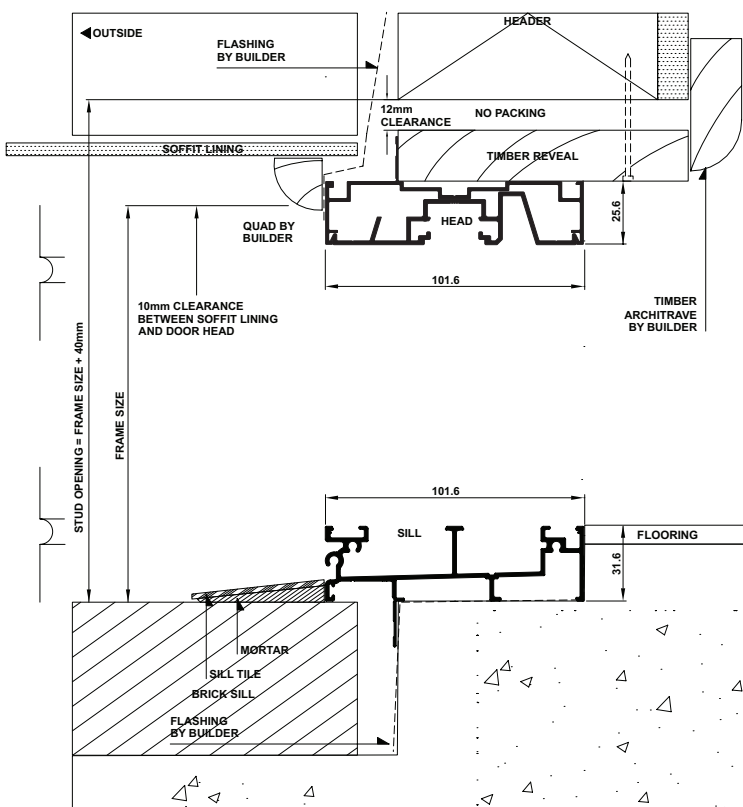 OUTSIDE
HEADER
FLASHING
BY BUILDER
12mm
CLEARANCE
NO PACKING
SOFFIT LINING
TIMBER REVEAL
HEAD
25.6
QUAD BY
BUILDER
101.6
10mm CLEARANCE
BETWEEN SOFFIT LINING
AND DOOR HEAD
TIMBER
ARCHITRAVE
BY BUILDER
STUD OPENING = FRAME SIZE + 40mm
FRAME SIZE
101.6
SILL
FLOORING
31.6
MORTAR
SILL TILE
BRICK SILL
FLASHING
BY BUILDER